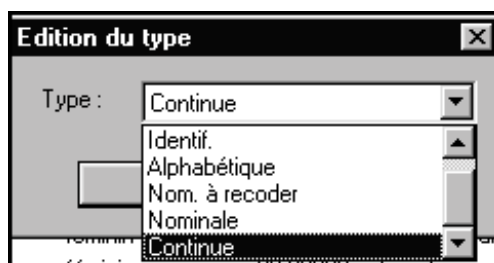 Edition du type
Type : Continue
Identif.
Alphabétique
Nom. à recoder
Nominale
Continue